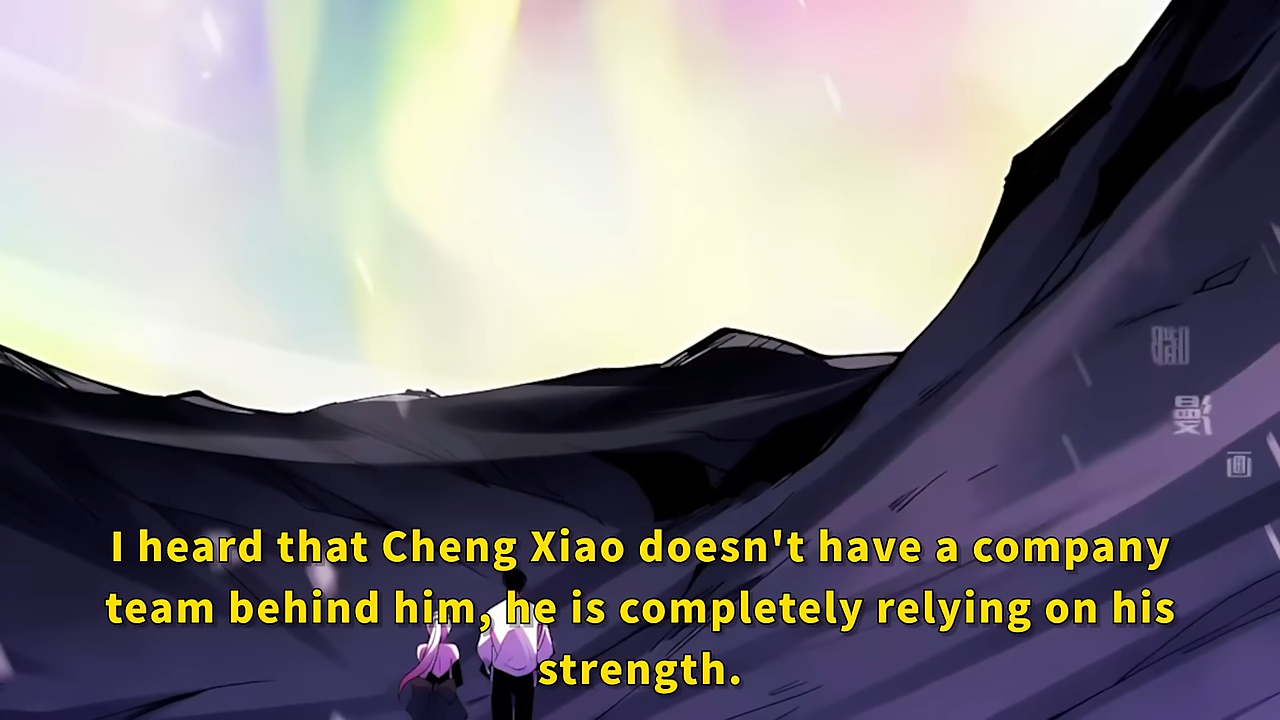 I heard that Cheng Xiao doesn't have a company
team behind him, he is completely relying on his
strength.